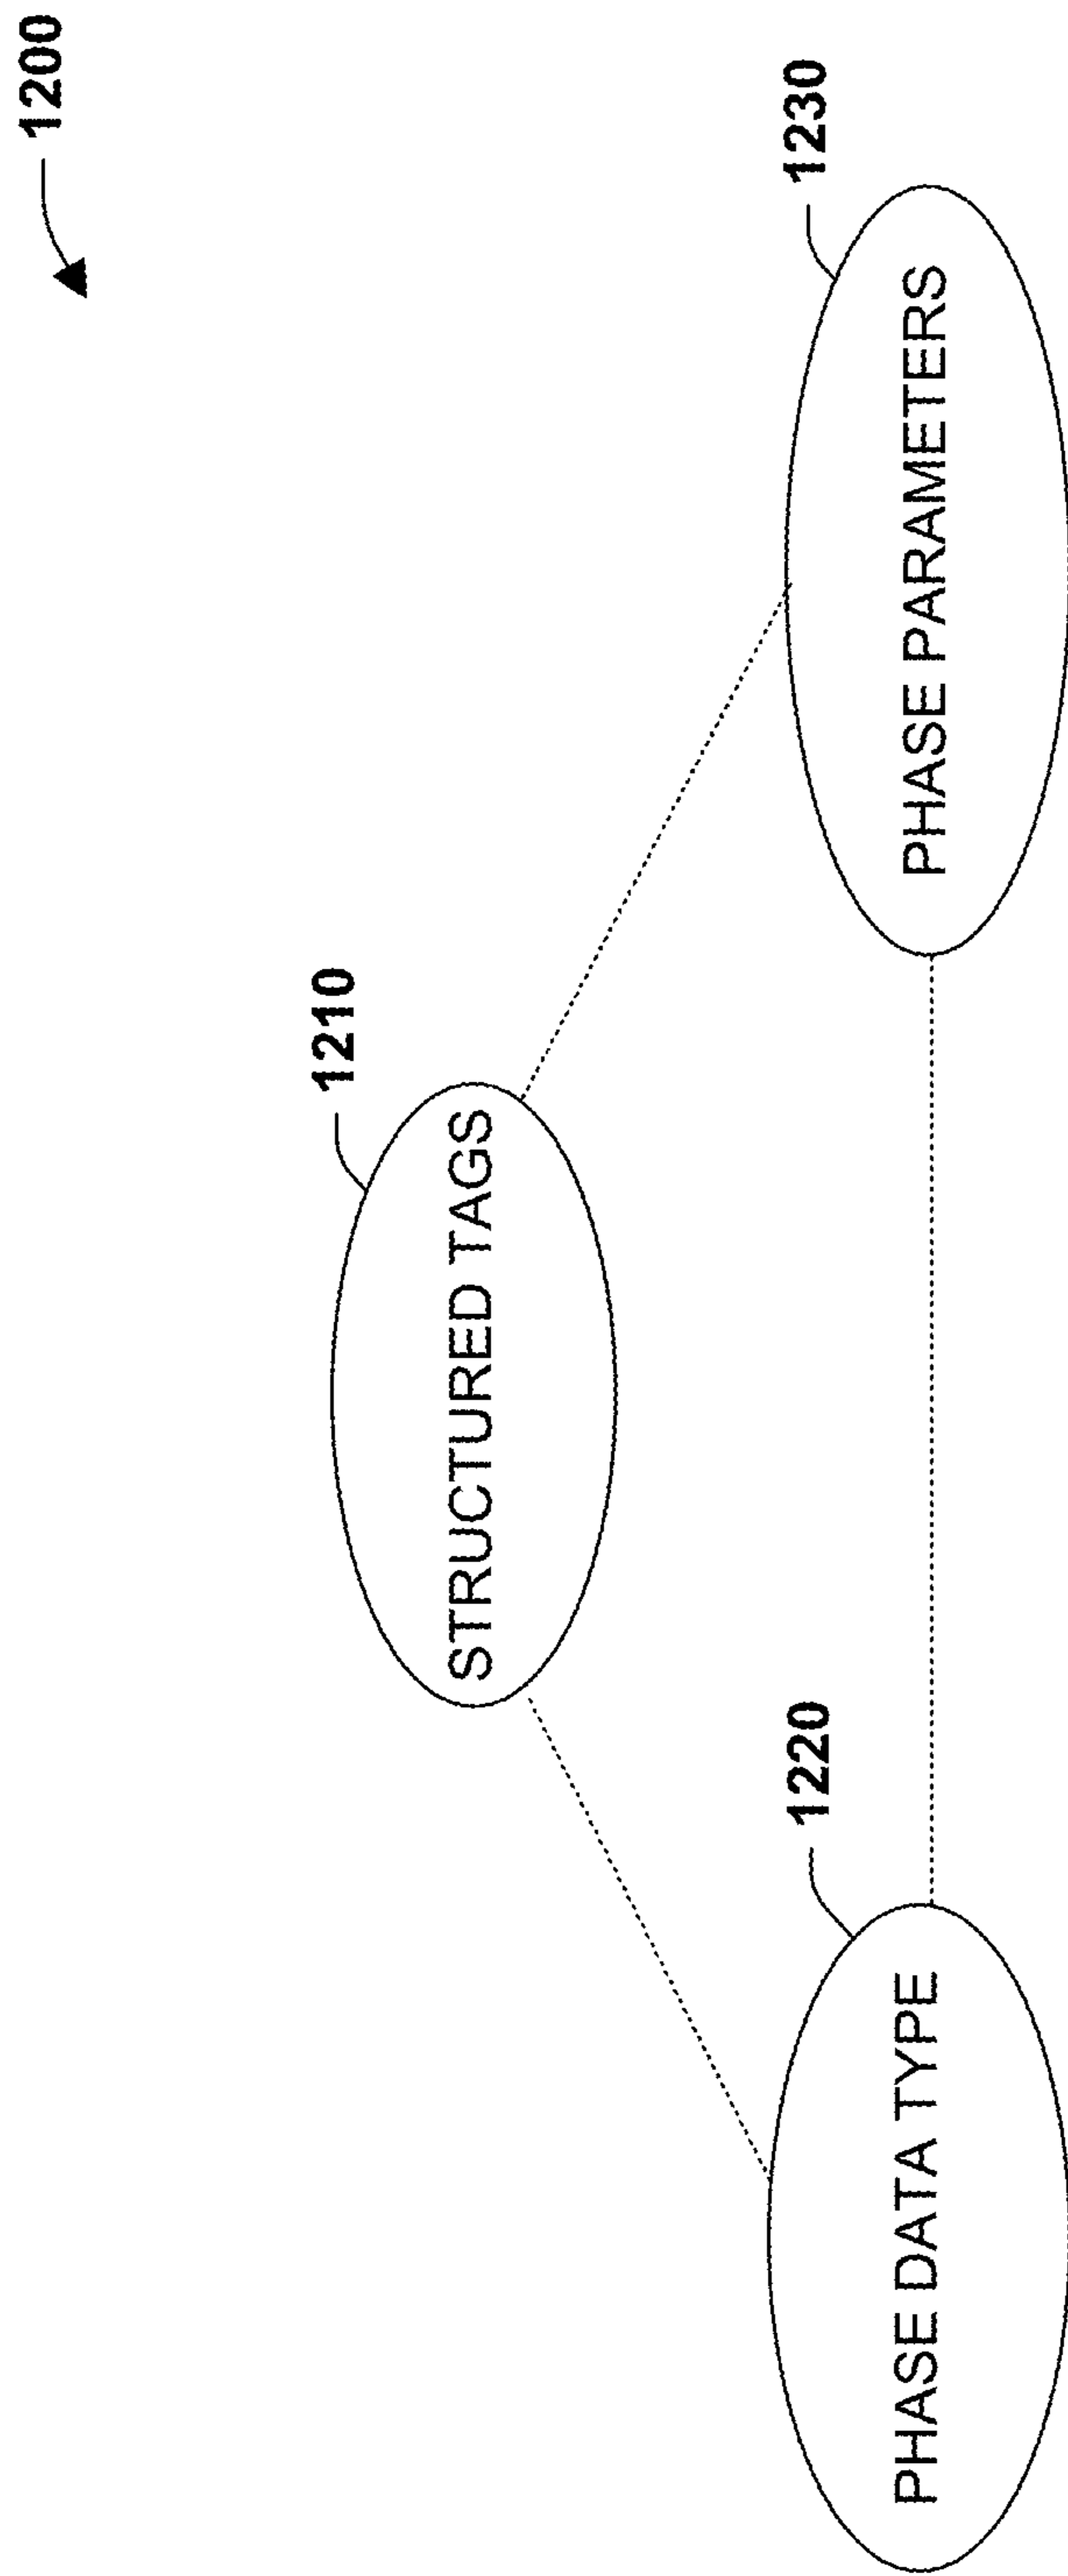 1200
1210
STRUCTURED TAGS
1220
PHASE DATA TYPE
1230
PHASE PARAMETERS